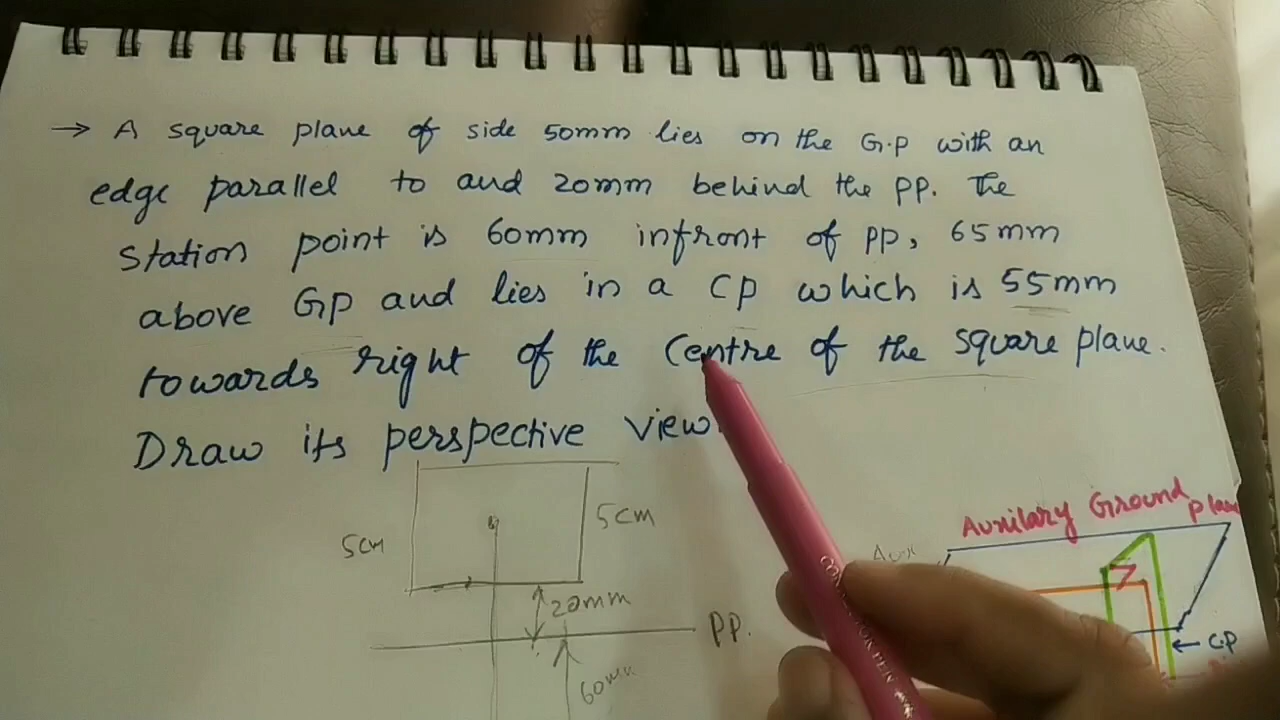 → A square plane of side 50mm lies on the G.P with an
edge parallel to and 20mm behind the PP. The
station point is 60mm infront of PP, 65mm
above GP and lies in a CP which is 55mm
towards right of the Centre of the square plane.
Draw its perspective view
5cm
5cm
20mm
PP.
60mm
Auxilary Ground plane
C.P